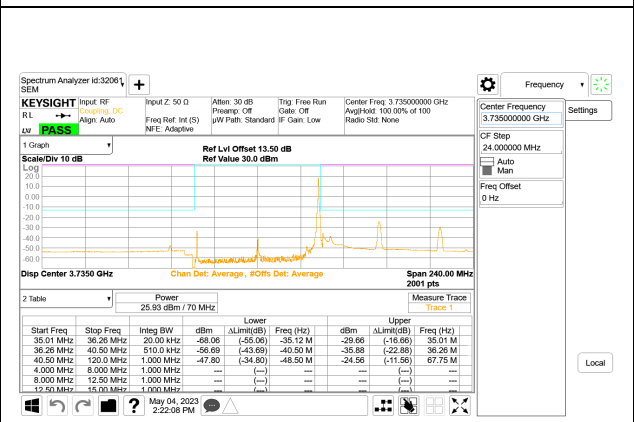 Spectrum Analyzer id:32061
SEM
Frequency
KEYSIGHT Input: RF Input Z: 50 Ω Atten: 30 dB Trig: Free Run Center Freq: 3.735000000 GHz
RL Coupling: DC Preamp: Off Gate: Off Avg|Hold: 100.00% of 100
Align: Auto Freq Ref: Int (S) µW Path: Standard IF Gain: Low Radio Std: None
LXI PASS NFE: Adaptive
Center Frequency
3.735000000 GHz
Settings
CF Step
24.000000 MHz
Auto
Man
Freq Offset
0 Hz
1 Graph
Ref Lvl Offset 13.50 dB
Scale/Div 10 dB Ref Value 30.0 dBm
Log
20.0
10.0
0.00
-10.0
-20.0
-30.0
-40.0
-50.0
-60.0
Disp Center 3.7350 GHz Chan Det: Average , #Offs Det: Average Span 240.00 MHz
2001 pts
2 Table Power Measure Trace
25.93 dBm / 70 MHz Trace 1
Lower Upper
Start Freq Stop Freq Integ BW dBm ΔLimit(dB) Freq (Hz) dBm ΔLimit(dB) Freq (Hz)
35.01 MHz 36.26 MHz 20.00 kHz -68.06 (-55.06) -35.12 M -29.66 (-16.66) 35.01 M
36.26 MHz 40.50 MHz 510.0 kHz -56.69 (-43.69) -40.50 M -35.88 (-22.88) 36.26 M
40.50 MHz 120.0 MHz 1.000 MHz -47.80 (-34.80) -48.50 M -24.56 (-11.56) 67.75 M
4.000 MHz 8.000 MHz 1.000 MHz --- (---) --- (---)
8.000 MHz 12.50 MHz 1.000 MHz --- (---) --- (---)
12.50 MHz 15.00 MHz 1.000 MHz --- (---) --- (---)
Local
? May 04, 2023
2:22:08 PM